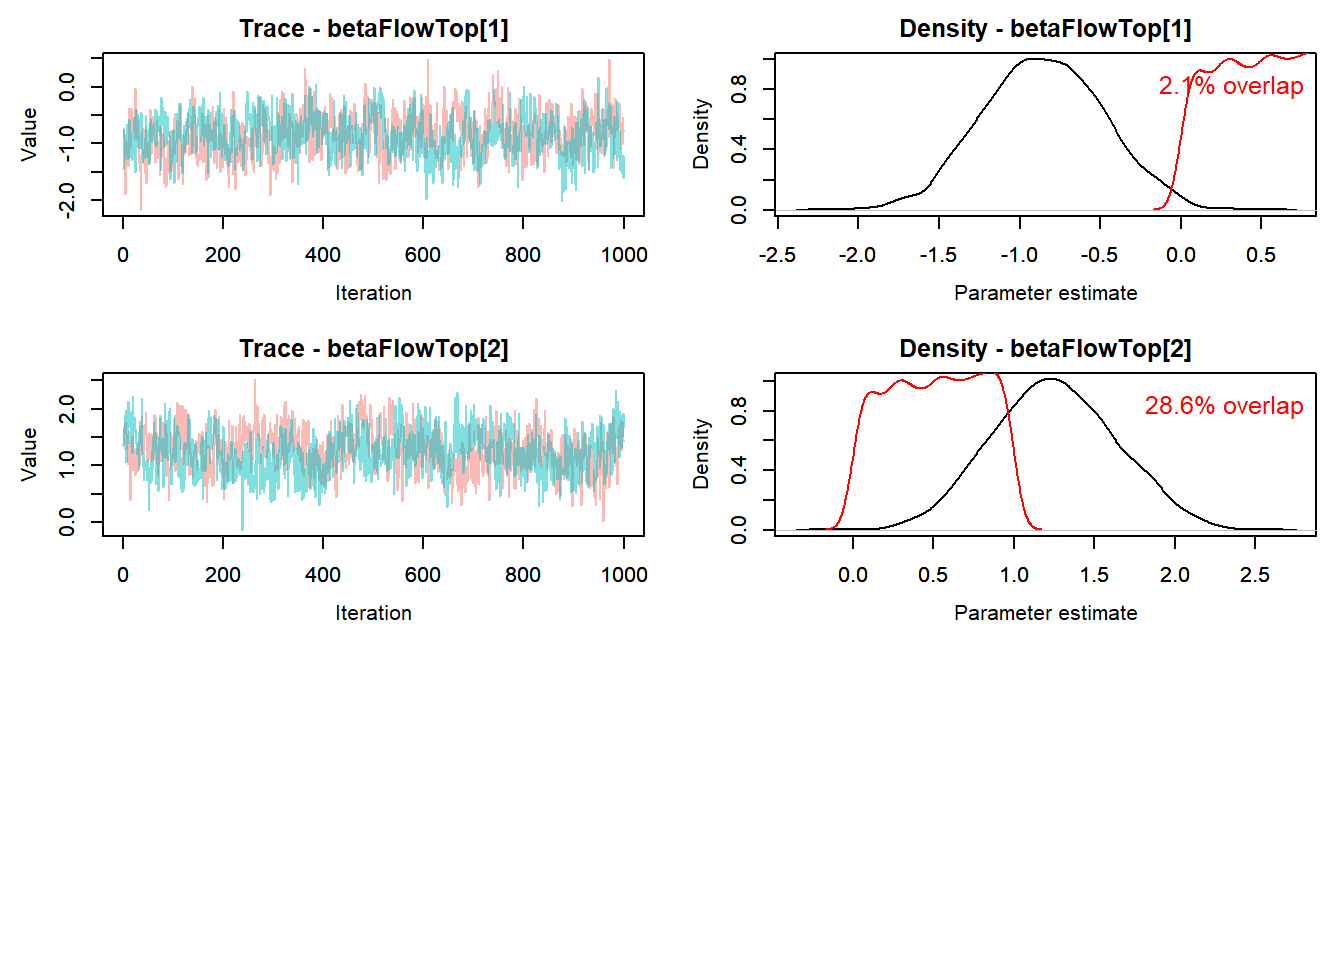 Trace - betaFlowTop[1]
Value
0.0
-1.0
-2.0
0 200 400 600 800 1000
Iteration
Density - betaFlowTop[1]
Density
0.8
0.4
0.0
2.1% overlap
-2.5 -2.0 -1.5 -1.0 -0.5 0.0 0.5
Parameter estimate
Trace - betaFlowTop[2]
Value
2.0
1.0
0.0
0 200 400 600 800 1000
Iteration
Density - betaFlowTop[2]
Density
0.8
0.4
0.0
28.6% overlap
0.0 0.5 1.0 1.5 2.0 2.5
Parameter estimate